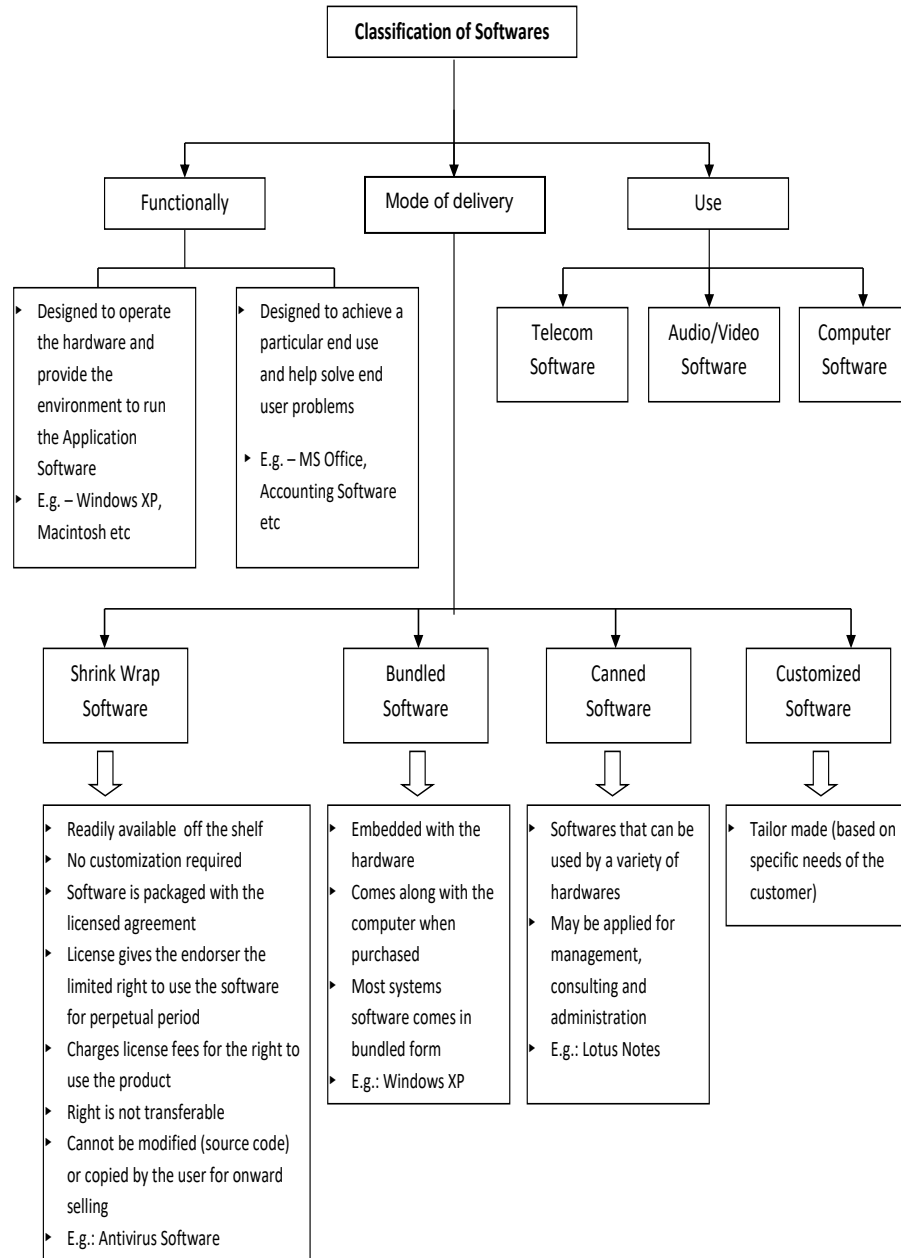 Classification of Softwares
Functionally
Mode of delivery
Use
‣ Designed to operate
the hardware and
provide the
environment to run
the Application
Software
‣ E.g. – Windows XP,
Macintosh etc
‣ Designed to achieve a
particular end use
and help solve end
user problems
‣ E.g. – MS Office,
Accounting Software
etc
Telecom
Software
Audio/Video
Software
Computer
Software
Shrink Wrap
Software
Bundled
Software
Canned
Software
Customized
Software
‣ Readily available off the shelf
‣ No customization required
‣ Software is packaged with the
licensed agreement
‣ License gives the endorser the
limited right to use the software
for perpetual period
‣ Charges license fees for the right to
use the product
‣ Right is not transferable
‣ Cannot be modified (source code)
or copied by the user for onward
selling
‣ E.g.: Antivirus Software
‣ Embedded with the
hardware
‣ Comes along with the
computer when
purchased
‣ Most systems
software comes in
bundled form
‣ E.g.: Windows XP
‣ Softwares that can be
used by a variety of
hardwares
‣ May be applied for
management,
consulting and
administration
‣ E.g.: Lotus Notes
‣ Tailor made (based on
specific needs of the
customer)